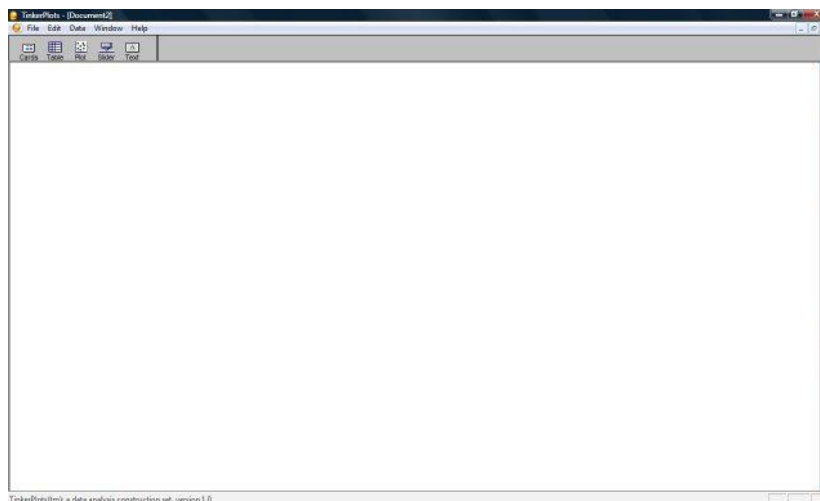 TinkerPlots - [Document2]
File Edit Data Window Help
Cards Table Plot Slider Text
TinkerPlots(tm): a data analysis construction set, version 1.0